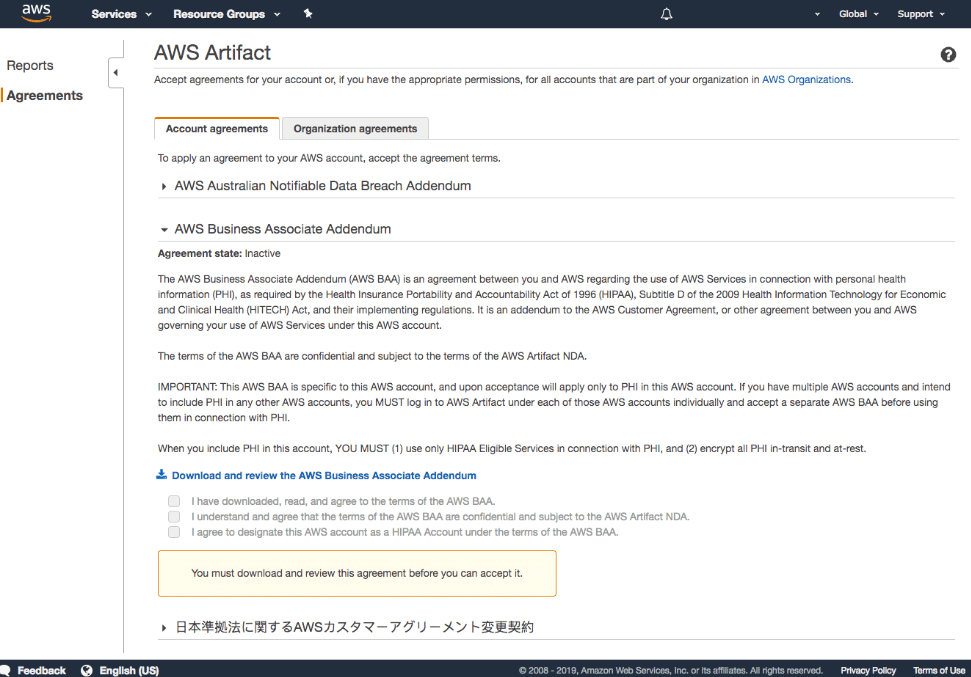 aws
Services
Resource Groups
Global
Support
Reports
Agreements
AWS Artifact
Accept agreements for your account or, if you have the appropriate permissions, for all accounts that are part of your organization in AWS Organizations.
Account agreements
Organization agreements
To apply an agreement to your AWS account, accept the agreement terms.
AWS Australian Notifiable Data Breach Addendum
AWS Business Associate Addendum
Agreement state: Inactive
The AWS Business Associate Addendum (AWS BAA) is an agreement between you and AWS regarding the use of AWS Services in connection with personal health
information (PHI), as required by the Health Insurance Portability and Accountability Act of 1996 (HIPAA), Subtitle D of the 2009 Health Information Technology for Economic
and Clinical Health (HITECH) Act, and their implementing regulations. It is an addendum to the AWS Customer Agreement, or other agreement between you and AWS
governing your use of AWS Services under this AWS account.
The terms of the AWS BAA are confidential and subject to the terms of the AWS Artifact NDA.
IMPORTANT: This AWS BAA is specific to this AWS account, and upon acceptance will apply only to PHI in this AWS account. If you have multiple AWS accounts and intend
to include PHI in any other AWS accounts, you MUST log in to AWS Artifact under each of those AWS accounts individually and accept a separate AWS BAA before using
them in connection with PHI.
When you include PHI in this account, YOU MUST (1) use only HIPAA Eligible Services in connection with PHI, and (2) encrypt all PHI in-transit and at-rest.
Download and review the AWS Business Associate Addendum
I have downloaded, read, and agree to the terms of the AWS BAA.
I understand and agree that the terms of the AWS BAA are confidential and subject to the AWS Artifact NDA.
I agree to designate this AWS account as a HIPAA Account under the terms of the AWS BAA.
You must download and review this agreement before you can accept it.
日本準拠法に関するAWSカスタマーアグリーメント変更契約
Feedback
English (US)
© 2008 - 2019, Amazon Web Services, Inc. or its affiliates. All rights reserved.
Privacy Policy
Terms of Use